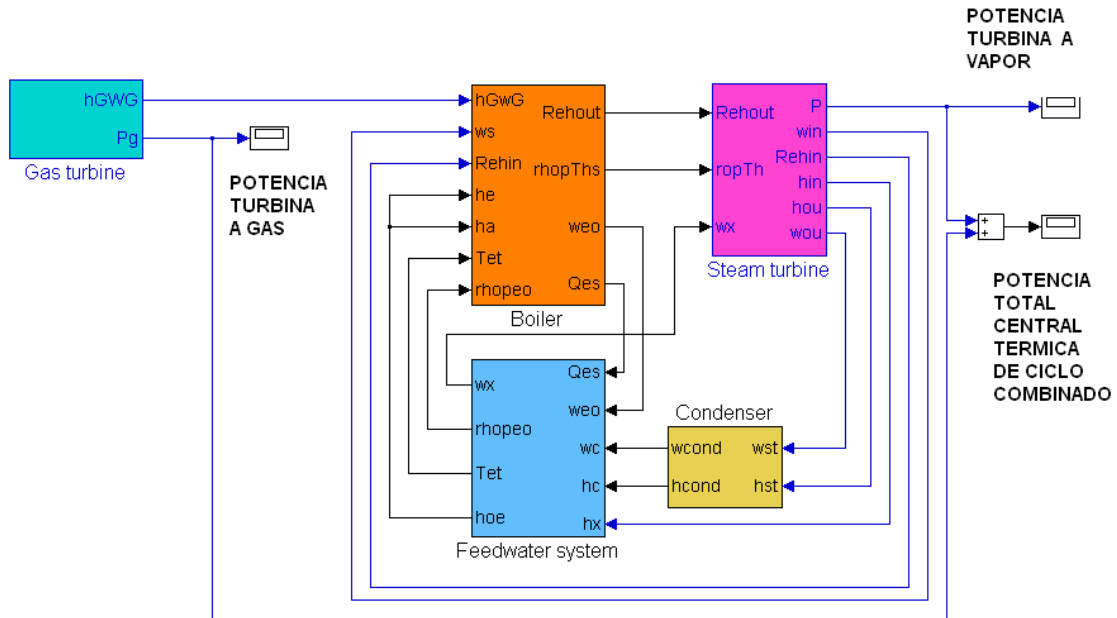 POTENCIA
TURBINA A
VAPOR
hGWG
Pg
Gas turbine
POTENCIA
TURBINA
A GAS
hGwG
ws
Rehin
he
ha
Tet
rhopeo
Rehout
rhopThs
weo
Qes
Boiler
Rehout
ropTh
wx
P
win
Rehin
hin
hou
wou
Steam turbine
+
+
POTENCIA
TOTAL
CENTRAL
TERMICA
DE CICLO
COMBINADO
wx
rhopeo
Tet
hoe
Qes
weo
wc
hc
hx
Feedwater system
Condenser
wcond
hcond
wst
hst